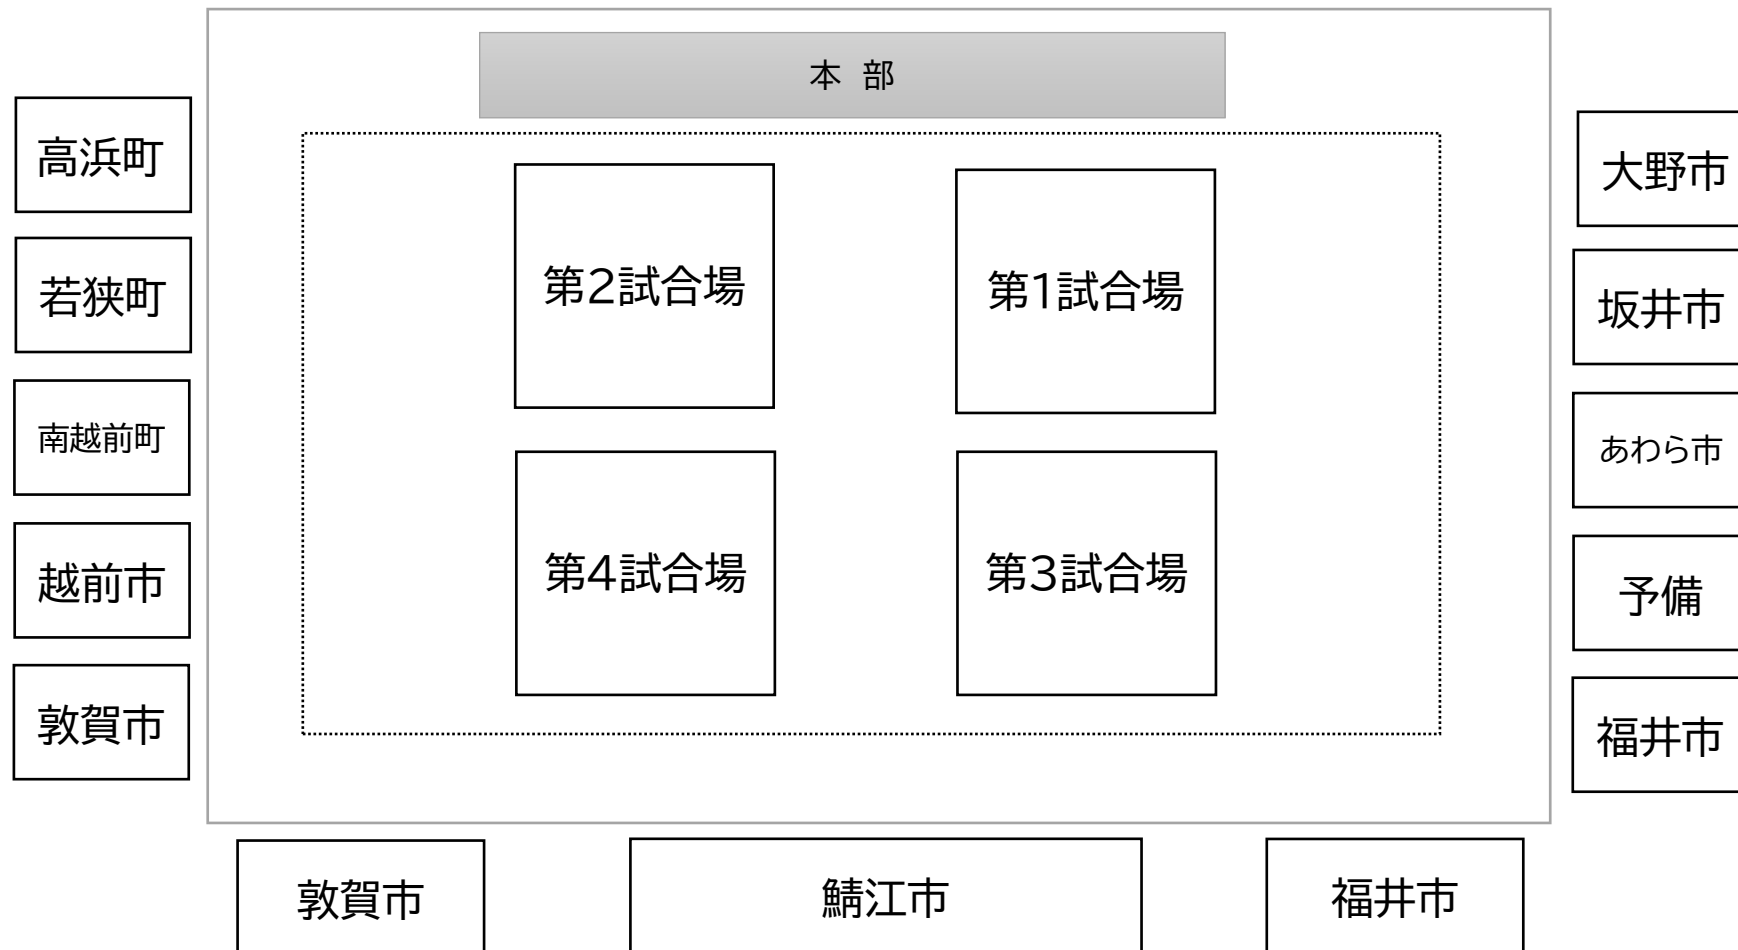 本 部
高浜町
大野市
第2試合場
第1試合場
若狭町
坂井市
南越前町
あわら市
第4試合場
第3試合場
越前市
予備
敦賀市
福井市
敦賀市
鯖江市
福井市